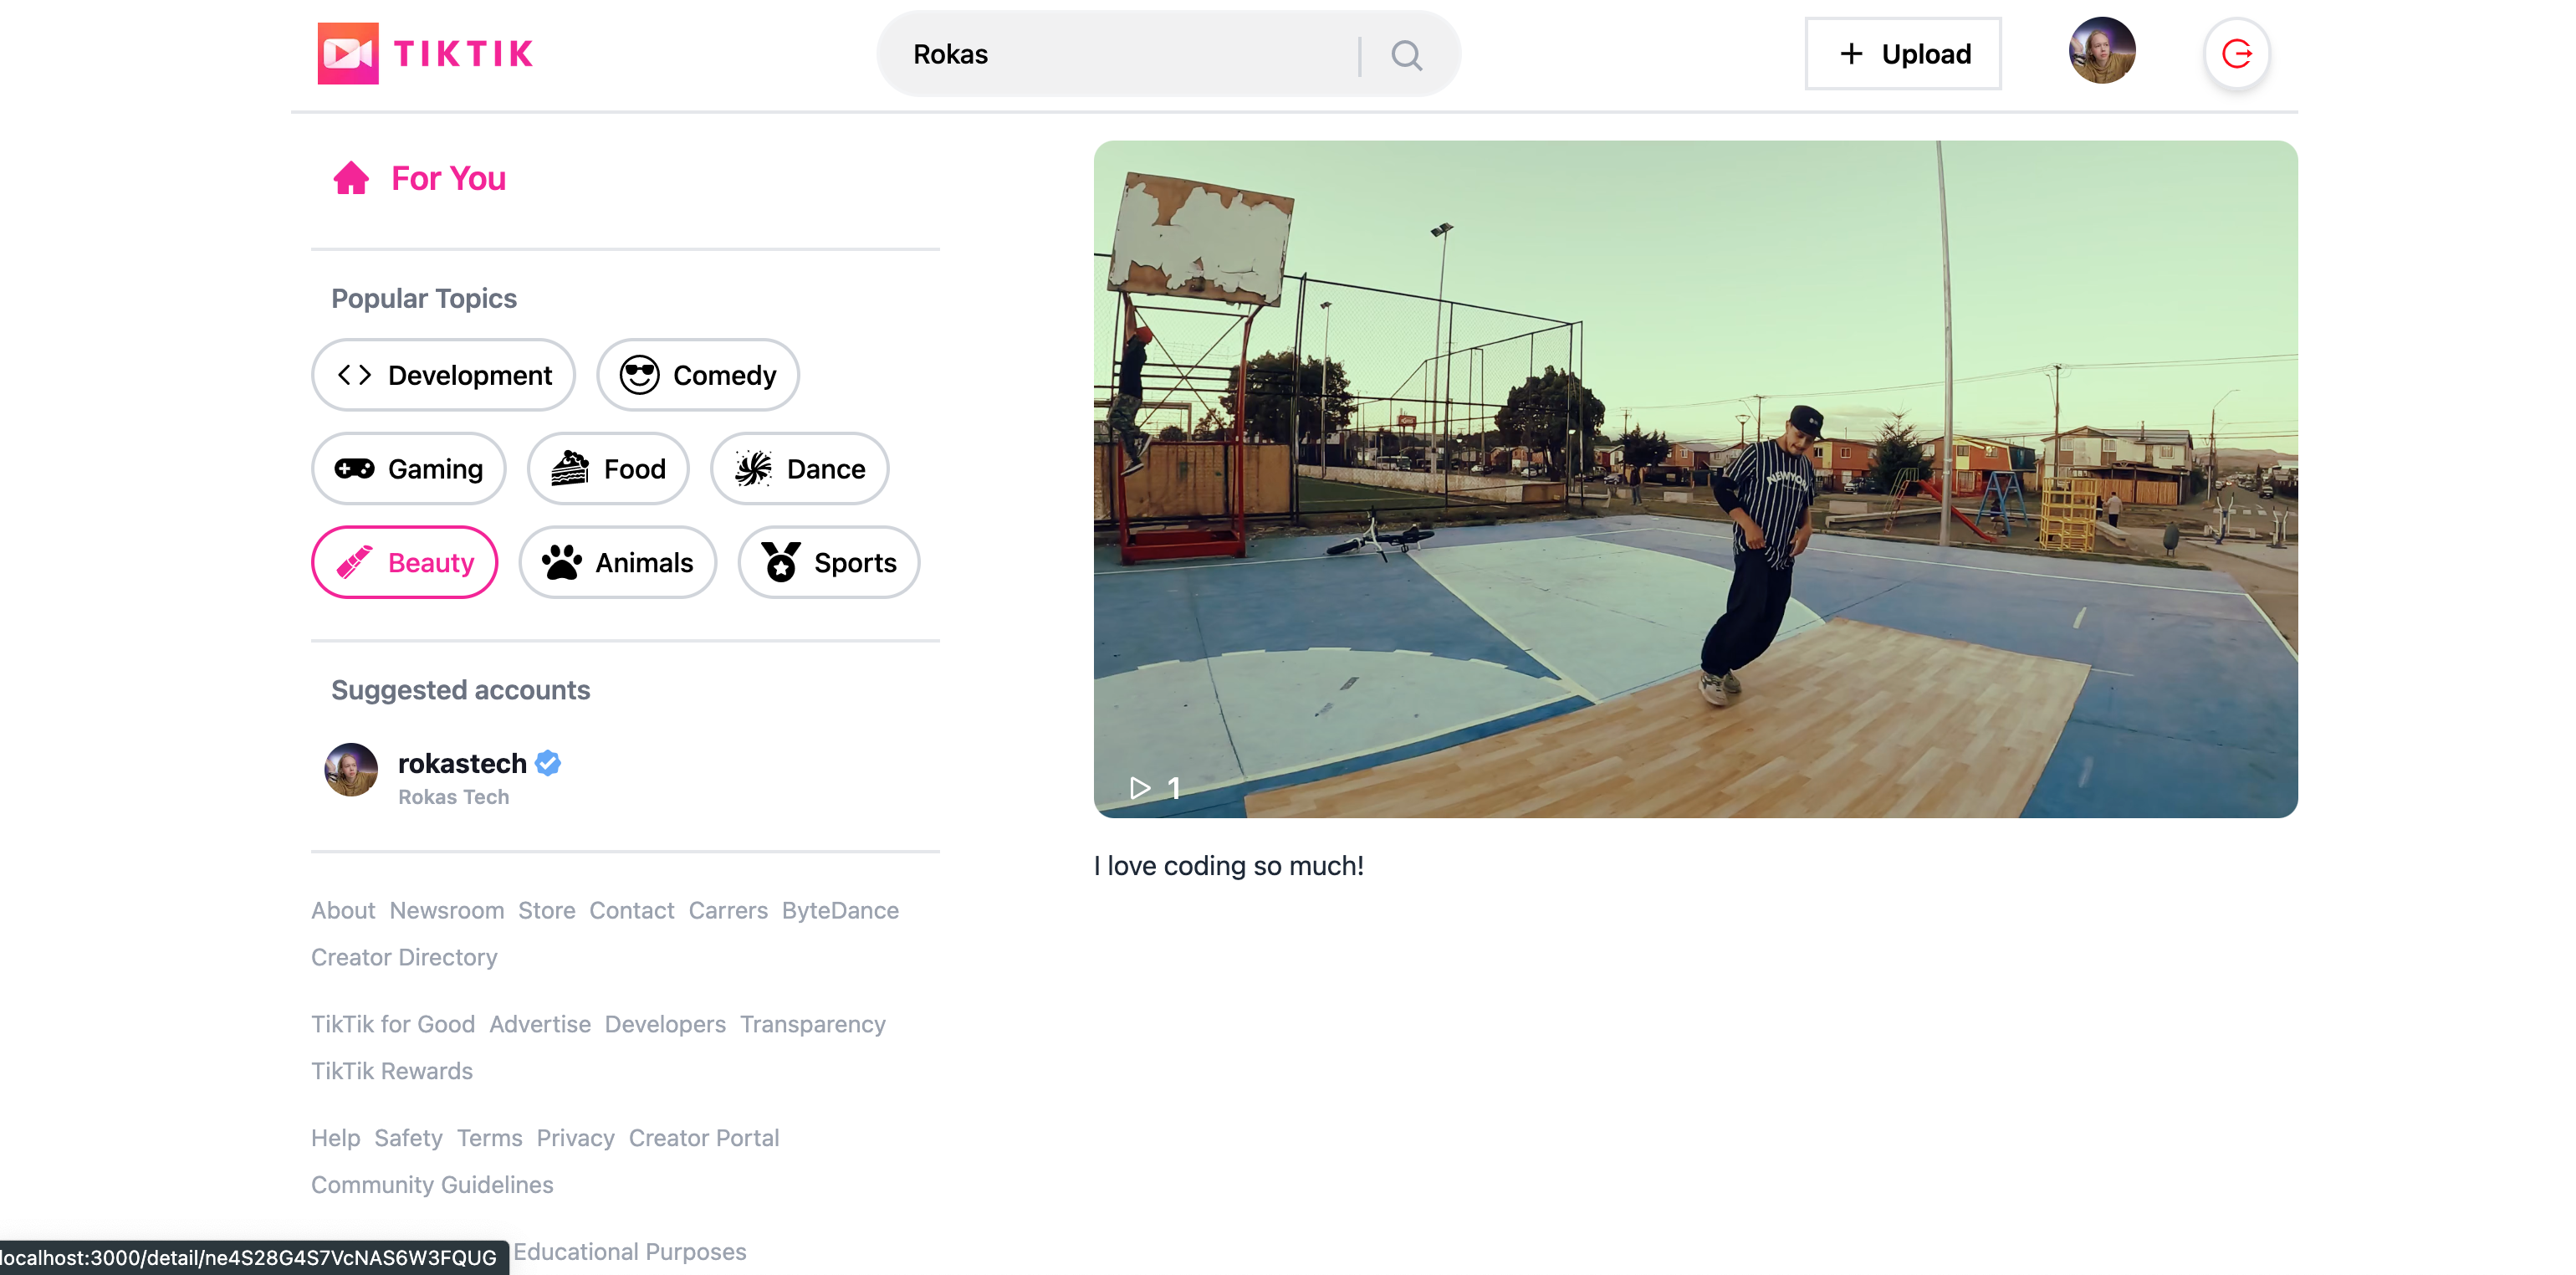 TIKTIK
Rokas
Upload
For You
Popular Topics
Development
Comedy
Gaming
Food
Dance
Beauty
Animals
Sports
Suggested accounts
rokastech
Rokas Tech
About Newsroom Store Contact Carrers ByteDance
Creator Directory
TikTik for Good Advertise Developers Transparency
TikTik Rewards
Help Safety Terms Privacy Creator Portal
Community Guidelines
Educational Purposes
localhost:3000/detail/ne4S28G4S7VcNAS6W3FQUG
1
I love coding so much!